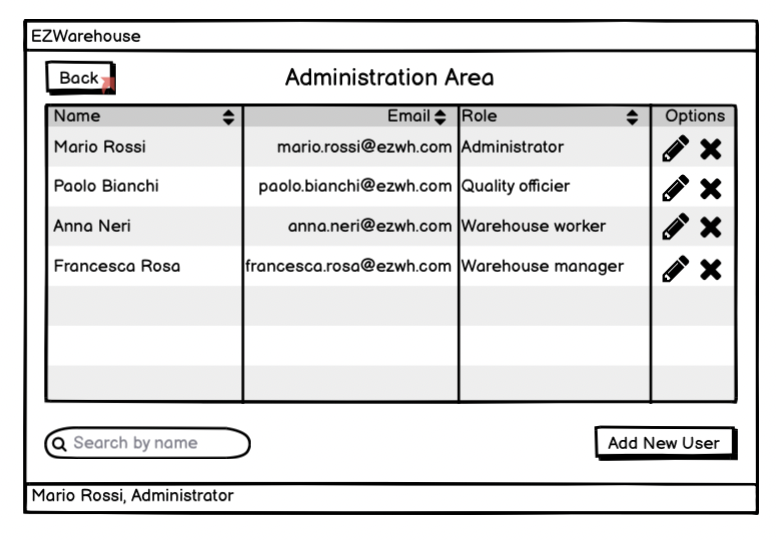 EZWarehouse
Back
Administration Area
Name Email Role Options
Mario Rossi mario.rossi@ezwh.com Administrator
Paolo Bianchi paolo.bianchi@ezwh.com Quality officier
Anna Neri anna.neri@ezwh.com Warehouse worker
Francesca Rosa francesca.rosa@ezwh.com Warehouse manager
Search by name
Add New User
Mario Rossi, Administrator